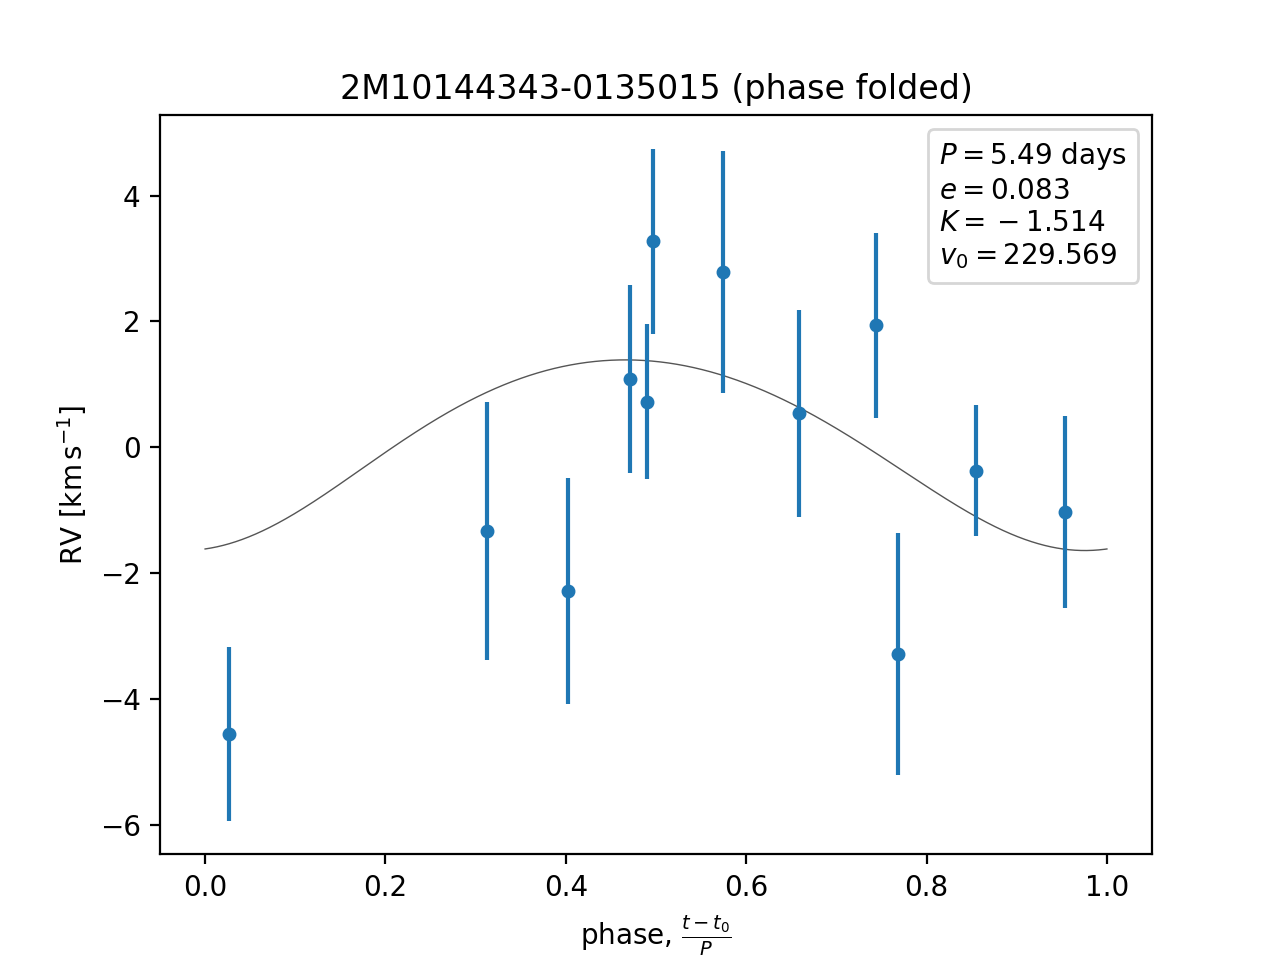 2M10144343-0135015 (phase folded)
P = 5.49 days
e = 0.083
K = −1.514
v₀ = 229.569
RV [km s⁻¹]
4
2
0
−2
−4
−6
0.0 0.2 0.4 0.6 0.8 1.0
phase, (t − t₀)/P